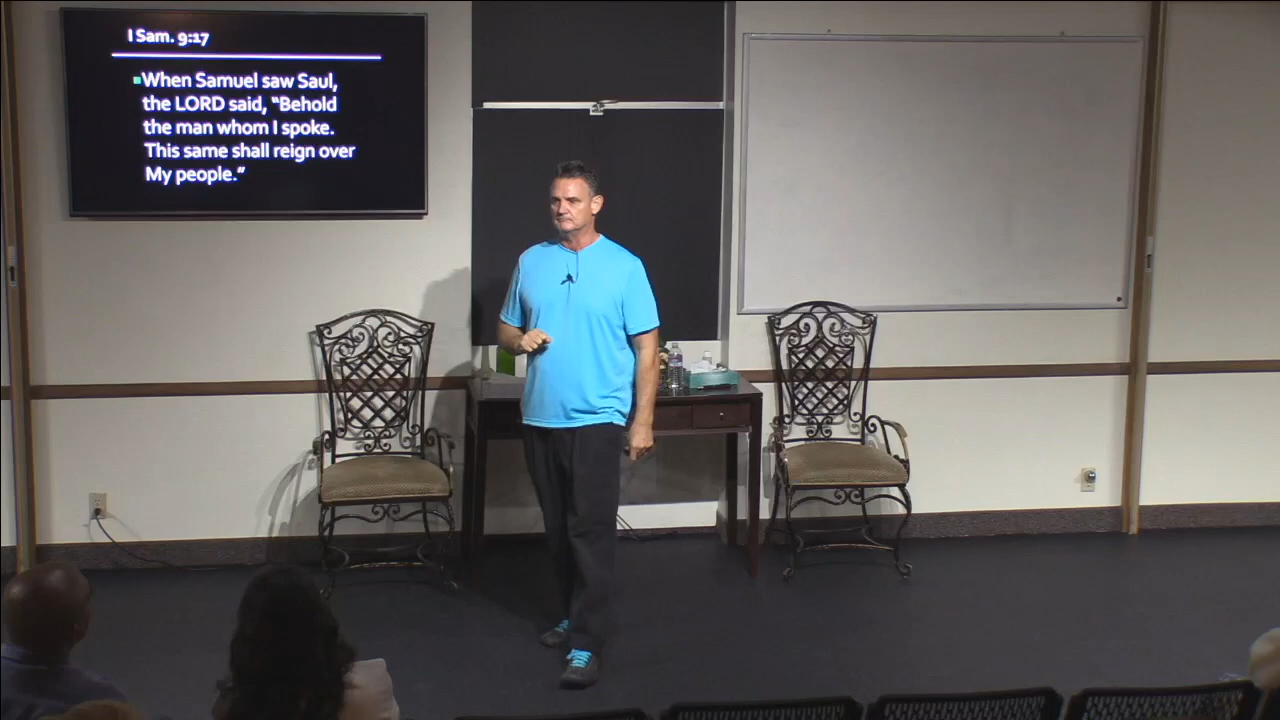 I Sam. 9:17
When Samuel saw Saul,
the LORD said, “Behold
the man whom I spoke.
This same shall reign over
My people.”